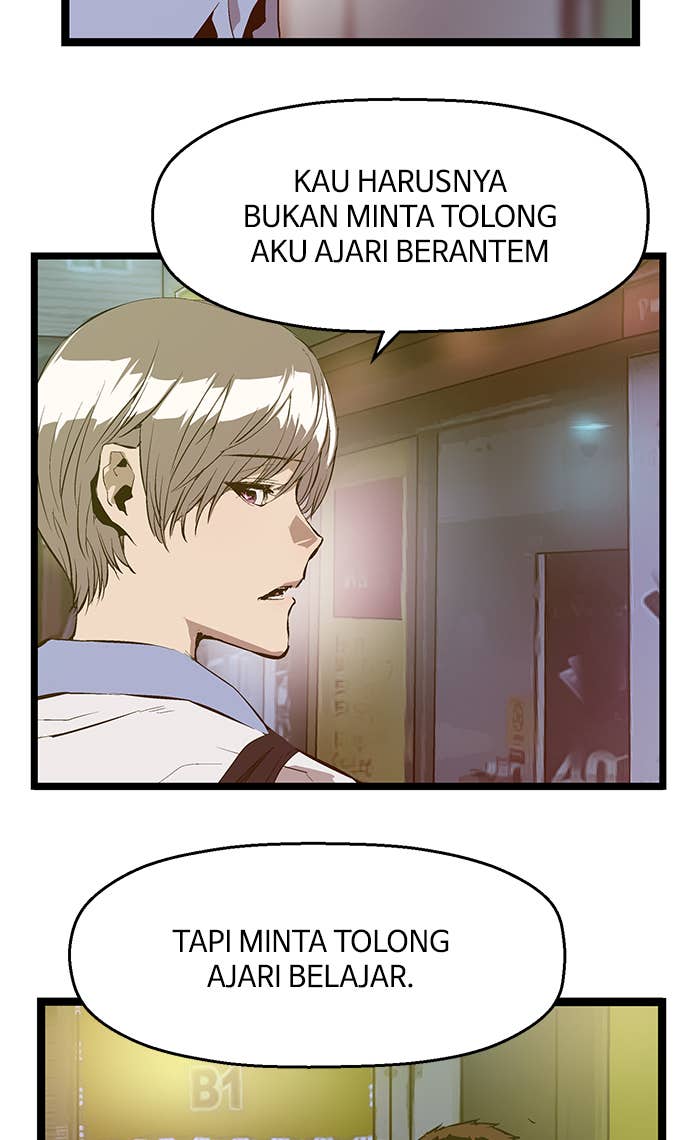 KAU HARUSNYA
BUKAN MINTA TOLONG
AKU AJARI BERANTEM
TAPI MINTA TOLONG
AJARI BELAJAR.
B1